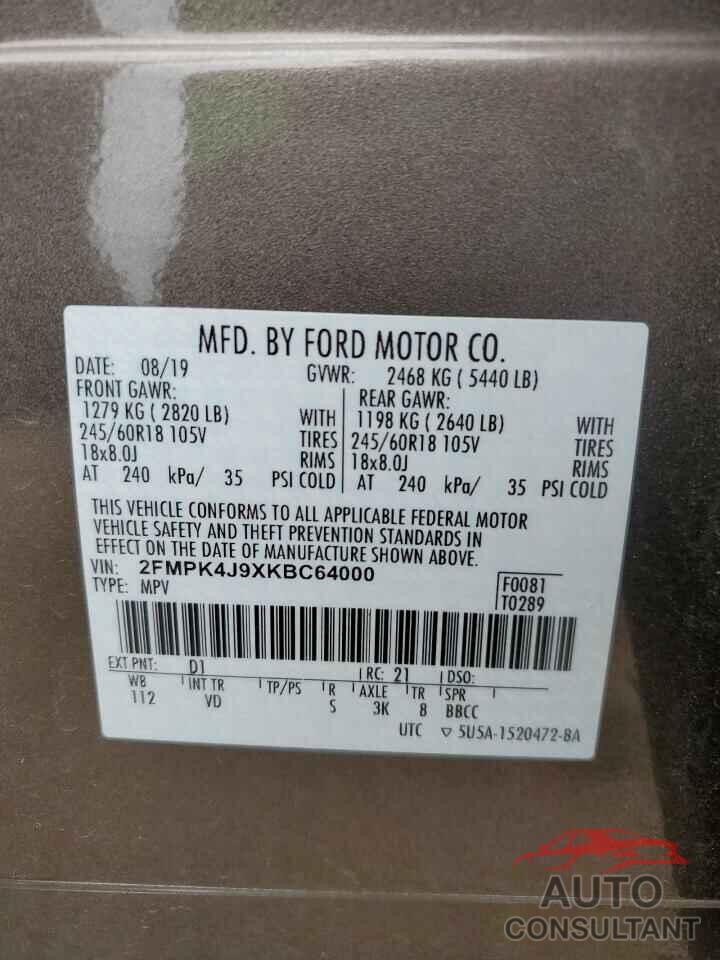 MFD. BY FORD MOTOR CO.
DATE: 08/19 GVWR: 2468 KG ( 5440 LB)
FRONT GAWR: REAR GAWR:
1279 KG ( 2820 LB) WITH 1198 KG ( 2640 LB) WITH
245/60R18 105V TIRES 245/60R18 105V TIRES
18x8.0J RIMS 18x8.0J RIMS
AT 240 kPa/ 35 PSI COLD AT 240 kPa/ 35 PSI COLD
THIS VEHICLE CONFORMS TO ALL APPLICABLE FEDERAL MOTOR
VEHICLE SAFETY AND THEFT PREVENTION STANDARDS IN
EFFECT ON THE DATE OF MANUFACTURE SHOWN ABOVE.
VIN: 2FMPK4J9XKBC64000 F0081
TYPE: MPV T0289
EXT PNT: D1 RC: 21 DSO:
WB INT TR TP/PS R AXLE TR SPR
112 VD S 3K 8 BBCC
UTC ▽ 5U5A-1520472-BA
AUTO
CONSULTANT